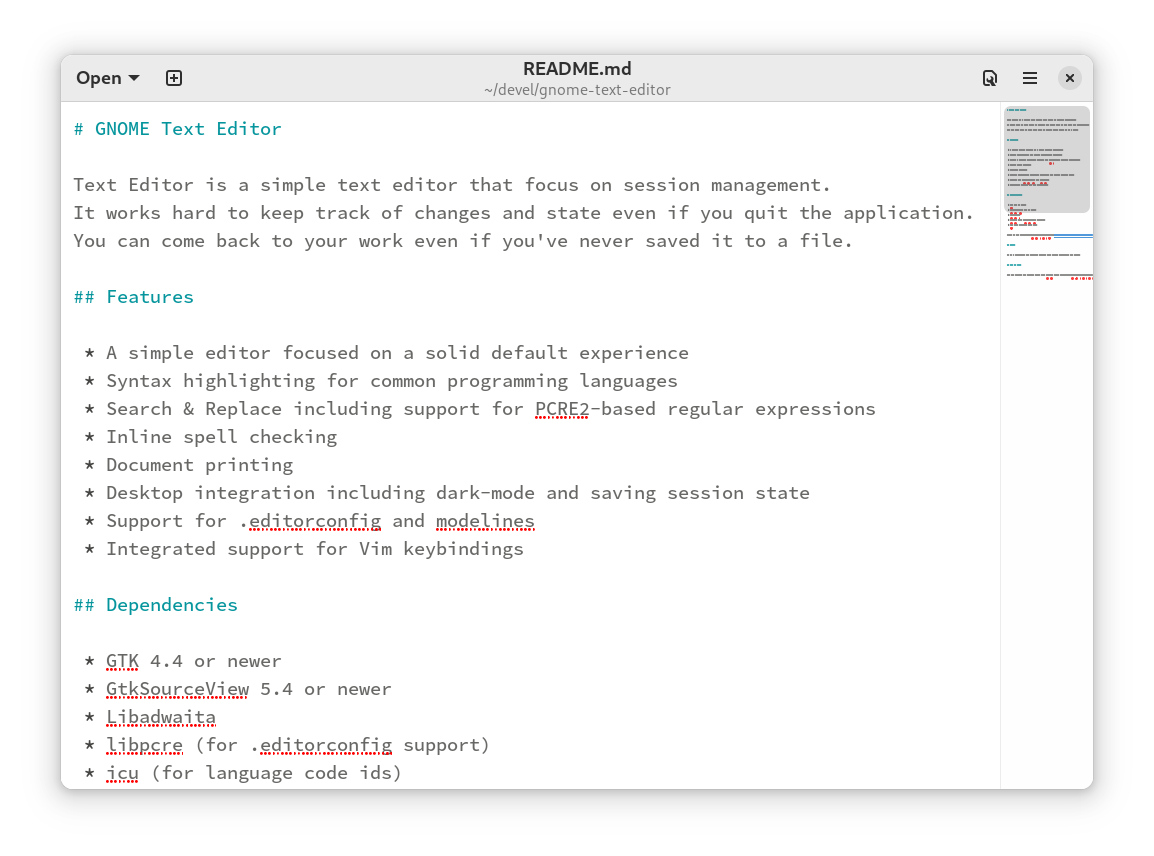 Open
README.md
~/devel/gnome-text-editor
# GNOME Text Editor
Text Editor is a simple text editor that focus on session management.
It works hard to keep track of changes and state even if you quit the application.
You can come back to your work even if you've never saved it to a file.
## Features
* A simple editor focused on a solid default experience
* Syntax highlighting for common programming languages
* Search & Replace including support for PCRE2-based regular expressions
* Inline spell checking
* Document printing
* Desktop integration including dark-mode and saving session state
* Support for .editorconfig and modelines
* Integrated support for Vim keybindings
## Dependencies
* GTK 4.4 or newer
* GtkSourceView 5.4 or newer
* Libadwaita
* libpcre (for .editorconfig support)
* icu (for language code ids)